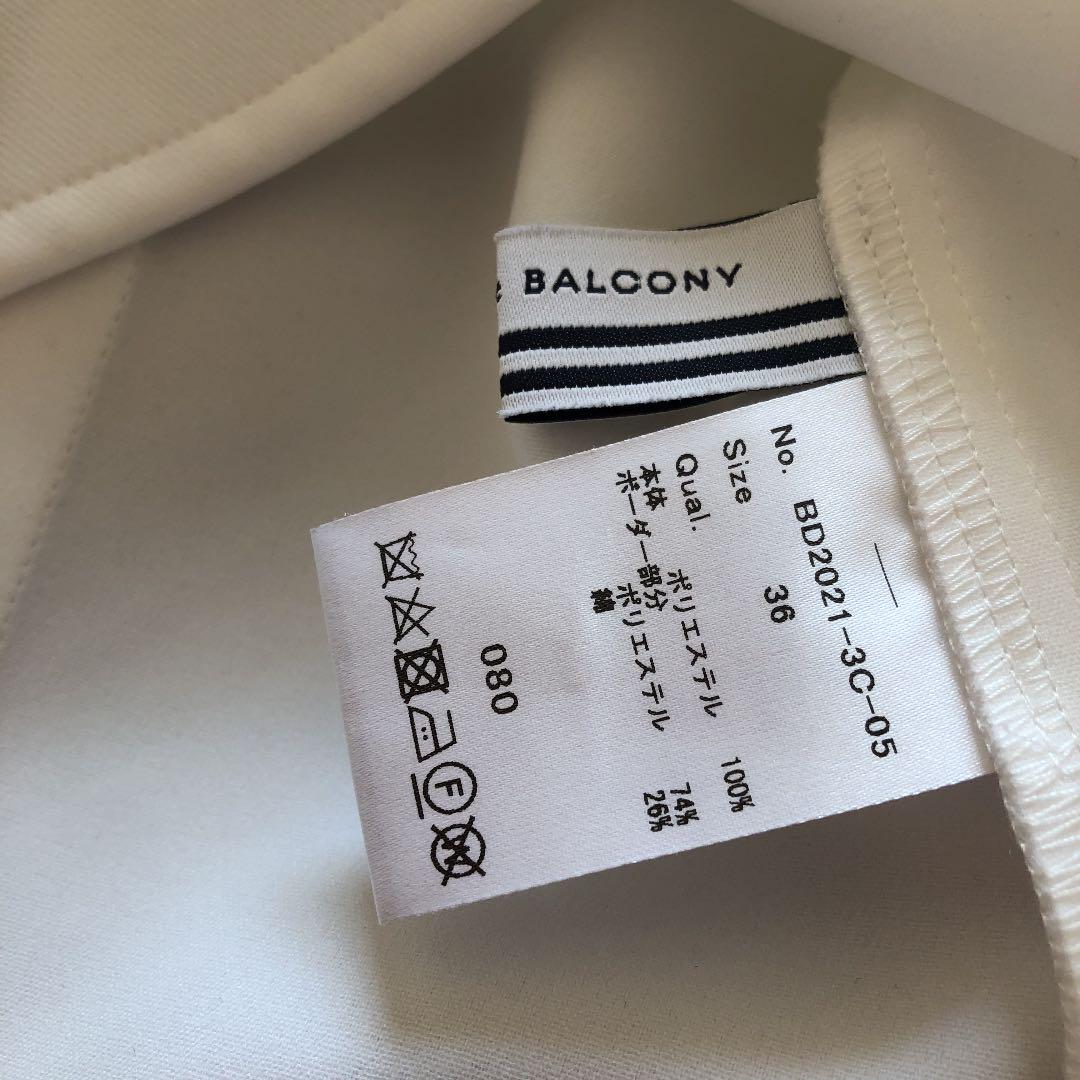 BALCONY
No. BD2021-3C-05
Size 36
Qual.
本体 ポリエステル 100%
ボーダー部分 ポリエステル 74%
綿 26%
080
F
W